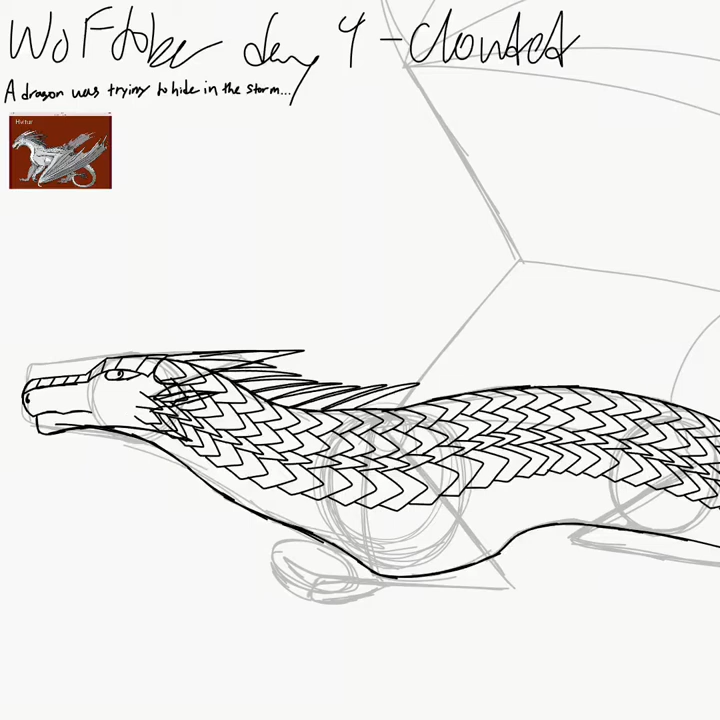 WoFtober day 4 - Clouded
A dragon was trying to hide in the storm...